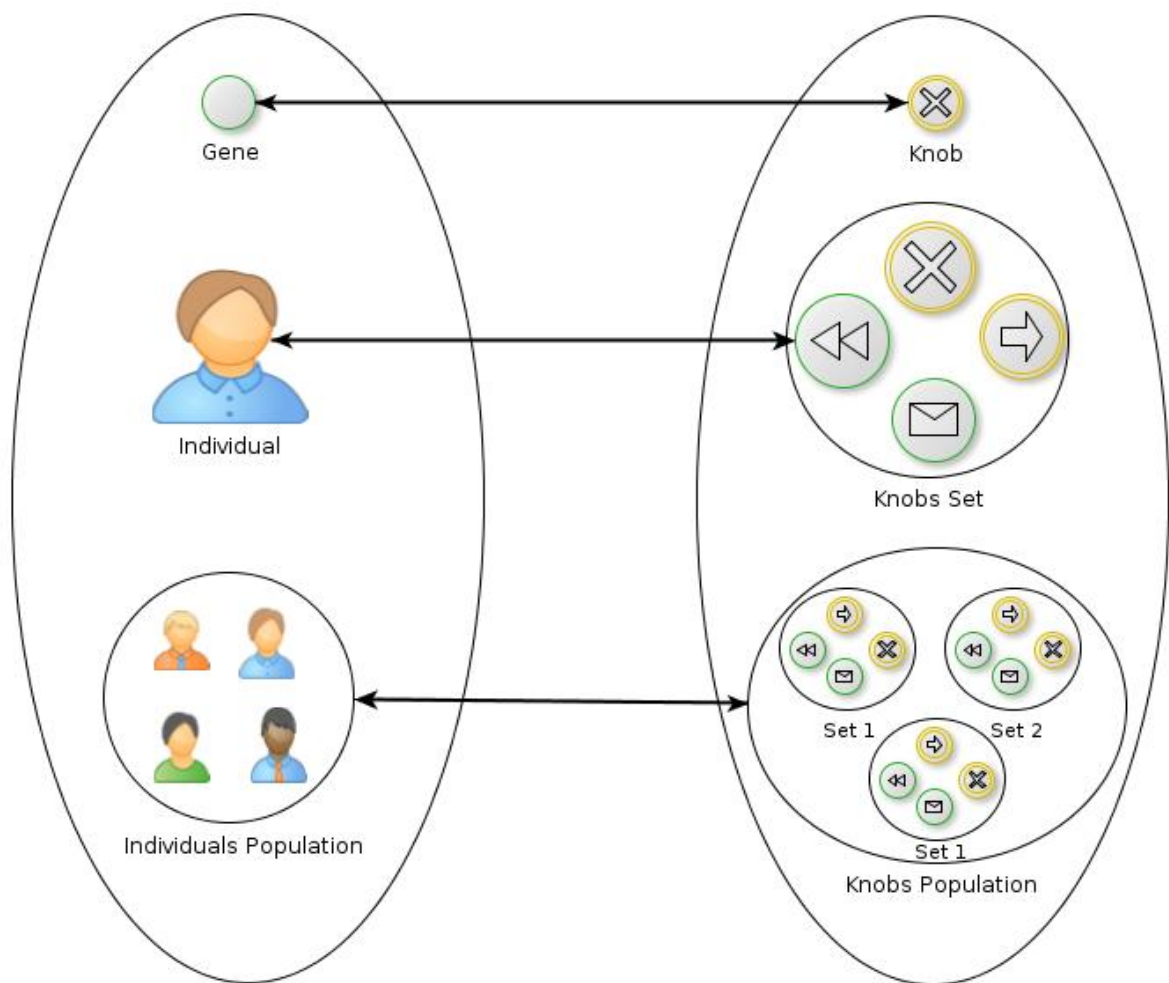 Gene
Knob
Individual
Knobs Set
Set 1
Set 2
Set 1
Individuals Population
Knobs Population